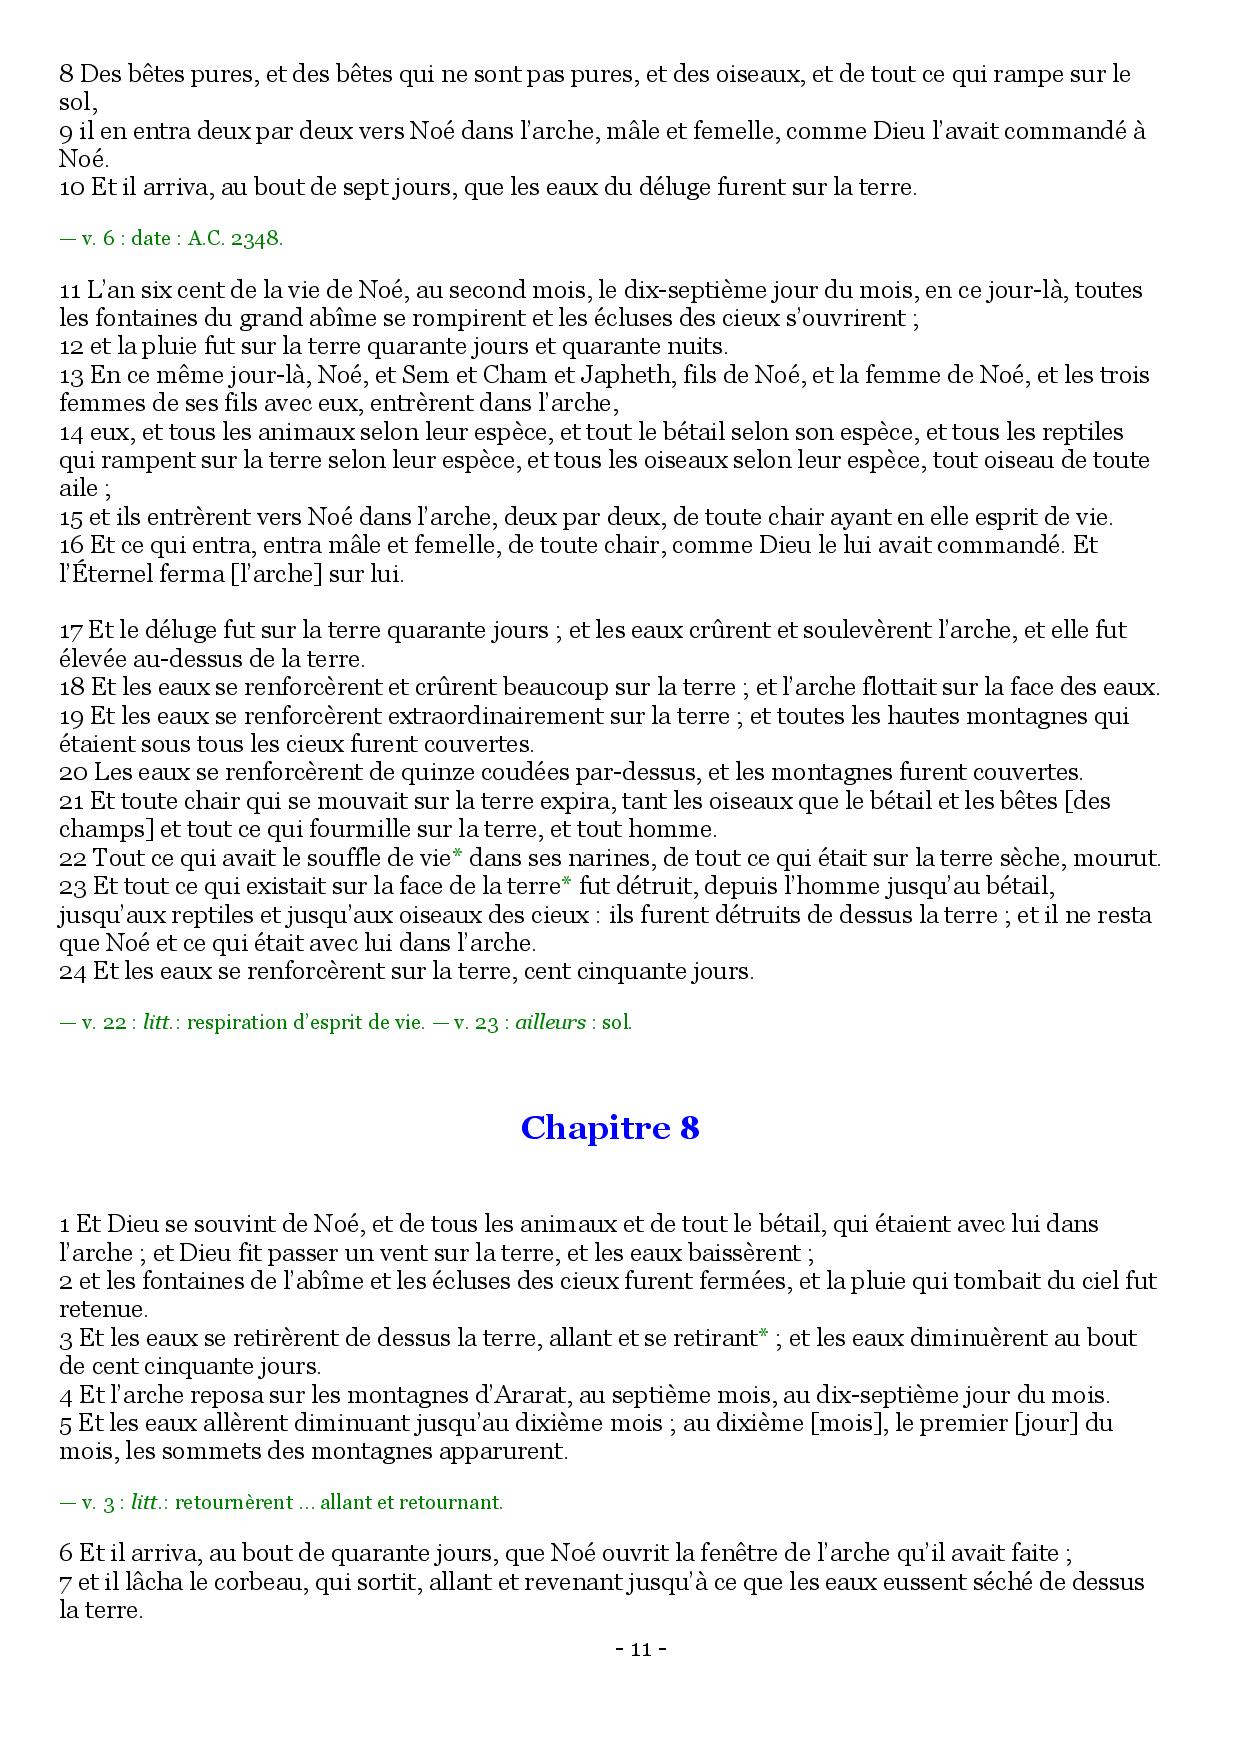 8 Des bêtes pures, et des bêtes qui ne sont pas pures, et des oiseaux, et de tout ce qui rampe sur le
sol,
9 il en entra deux par deux vers Noé dans l’arche, mâle et femelle, comme Dieu l’avait commandé à
Noé.
10 Et il arriva, au bout de sept jours, que les eaux du déluge furent sur la terre.
— v. 6 : date : A.C. 2348.
11 L’an six cent de la vie de Noé, au second mois, le dix-septième jour du mois, en ce jour-là, toutes
les fontaines du grand abîme se rompirent et les écluses des cieux s’ouvrirent ;
12 et la pluie fut sur la terre quarante jours et quarante nuits.
13 En ce même jour-là, Noé, et Sem et Cham et Japheth, fils de Noé, et la femme de Noé, et les trois
femmes de ses fils avec eux, entrèrent dans l’arche,
14 eux, et tous les animaux selon leur espèce, et tout le bétail selon son espèce, et tous les reptiles
qui rampent sur la terre selon leur espèce, et tous les oiseaux selon leur espèce, tout oiseau de toute
aile ;
15 et ils entrèrent vers Noé dans l’arche, deux par deux, de toute chair ayant en elle esprit de vie.
16 Et ce qui entra, entra mâle et femelle, de toute chair, comme Dieu le lui avait commandé. Et
l’Éternel ferma [l’arche] sur lui.
17 Et le déluge fut sur la terre quarante jours ; et les eaux crûrent et soulevèrent l’arche, et elle fut
élevée au-dessus de la terre.
18 Et les eaux se renforcèrent et crûrent beaucoup sur la terre ; et l’arche flottait sur la face des eaux.
19 Et les eaux se renforcèrent extraordinairement sur la terre ; et toutes les hautes montagnes qui
étaient sous tous les cieux furent couvertes.
20 Les eaux se renforcèrent de quinze coudées par-dessus, et les montagnes furent couvertes.
21 Et toute chair qui se mouvait sur la terre expira, tant les oiseaux que le bétail et les bêtes [des
champs] et tout ce qui fourmille sur la terre, et tout homme.
22 Tout ce qui avait le souffle de vie* dans ses narines, de tout ce qui était sur la terre sèche, mourut.
23 Et tout ce qui existait sur la face de la terre* fut détruit, depuis l’homme jusqu’au bétail,
jusqu’aux reptiles et jusqu’aux oiseaux des cieux : ils furent détruits de dessus la terre ; et il ne resta
que Noé et ce qui était avec lui dans l’arche.
24 Et les eaux se renforcèrent sur la terre, cent cinquante jours.
— v. 22 : litt.: respiration d’esprit de vie. — v. 23 : ailleurs : sol.
Chapitre 8
1 Et Dieu se souvint de Noé, et de tous les animaux et de tout le bétail, qui étaient avec lui dans
l’arche ; et Dieu fit passer un vent sur la terre, et les eaux baissèrent ;
2 et les fontaines de l’abîme et les écluses des cieux furent fermées, et la pluie qui tombait du ciel fut
retenue.
3 Et les eaux se retirèrent de dessus la terre, allant et se retirant* ; et les eaux diminuèrent au bout
de cent cinquante jours.
4 Et l’arche reposa sur les montagnes d’Ararat, au septième mois, au dix-septième jour du mois.
5 Et les eaux allèrent diminuant jusqu’au dixième mois ; au dixième [mois], le premier [jour] du
mois, les sommets des montagnes apparurent.
— v. 3 : litt.: retournèrent … allant et retournant.
6 Et il arriva, au bout de quarante jours, que Noé ouvrit la fenêtre de l’arche qu’il avait faite ;
7 et il lâcha le corbeau, qui sortit, allant et revenant jusqu’à ce que les eaux eussent séché de dessus
la terre.
- 11 -